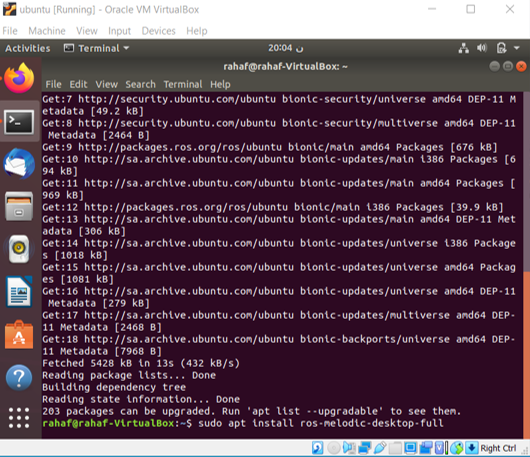 ubuntu [Running] - Oracle VM VirtualBox
File Machine View Input Devices Help
Activities Terminal 20:04 ن
rahaf@rahaf-VirtualBox: ~
File Edit View Search Terminal Help
Get:7 http://security.ubuntu.com/ubuntu bionic-security/universe amd64 DEP-11 M
etadata [49.2 kB]
Get:8 http://security.ubuntu.com/ubuntu bionic-security/multiverse amd64 DEP-11
 Metadata [2464 B]
Get:9 http://packages.ros.org/ros/ubuntu bionic/main amd64 Packages [676 kB]
Get:10 http://sa.archive.ubuntu.com/ubuntu bionic-updates/main i386 Packages [6
94 kB]
Get:11 http://sa.archive.ubuntu.com/ubuntu bionic-updates/main amd64 Packages [
969 kB]
Get:12 http://packages.ros.org/ros/ubuntu bionic/main i386 Packages [39.9 kB]
Get:13 http://sa.archive.ubuntu.com/ubuntu bionic-updates/main amd64 DEP-11 Met
adata [306 kB]
Get:14 http://sa.archive.ubuntu.com/ubuntu bionic-updates/universe i386 Package
s [1018 kB]
Get:15 http://sa.archive.ubuntu.com/ubuntu bionic-updates/universe amd64 Packag
es [1081 kB]
Get:16 http://sa.archive.ubuntu.com/ubuntu bionic-updates/universe amd64 DEP-11
 Metadata [279 kB]
Get:17 http://sa.archive.ubuntu.com/ubuntu bionic-updates/multiverse amd64 DEP-
11 Metadata [2468 B]
Get:18 http://sa.archive.ubuntu.com/ubuntu bionic-backports/universe amd64 DEP-
11 Metadata [7968 B]
Fetched 5428 kB in 13s (432 kB/s)
Reading package lists... Done
Building dependency tree
Reading state information... Done
203 packages can be upgraded. Run 'apt list --upgradable' to see them.
rahaf@rahaf-VirtualBox:~$ sudo apt install ros-melodic-desktop-full
Right Ctrl